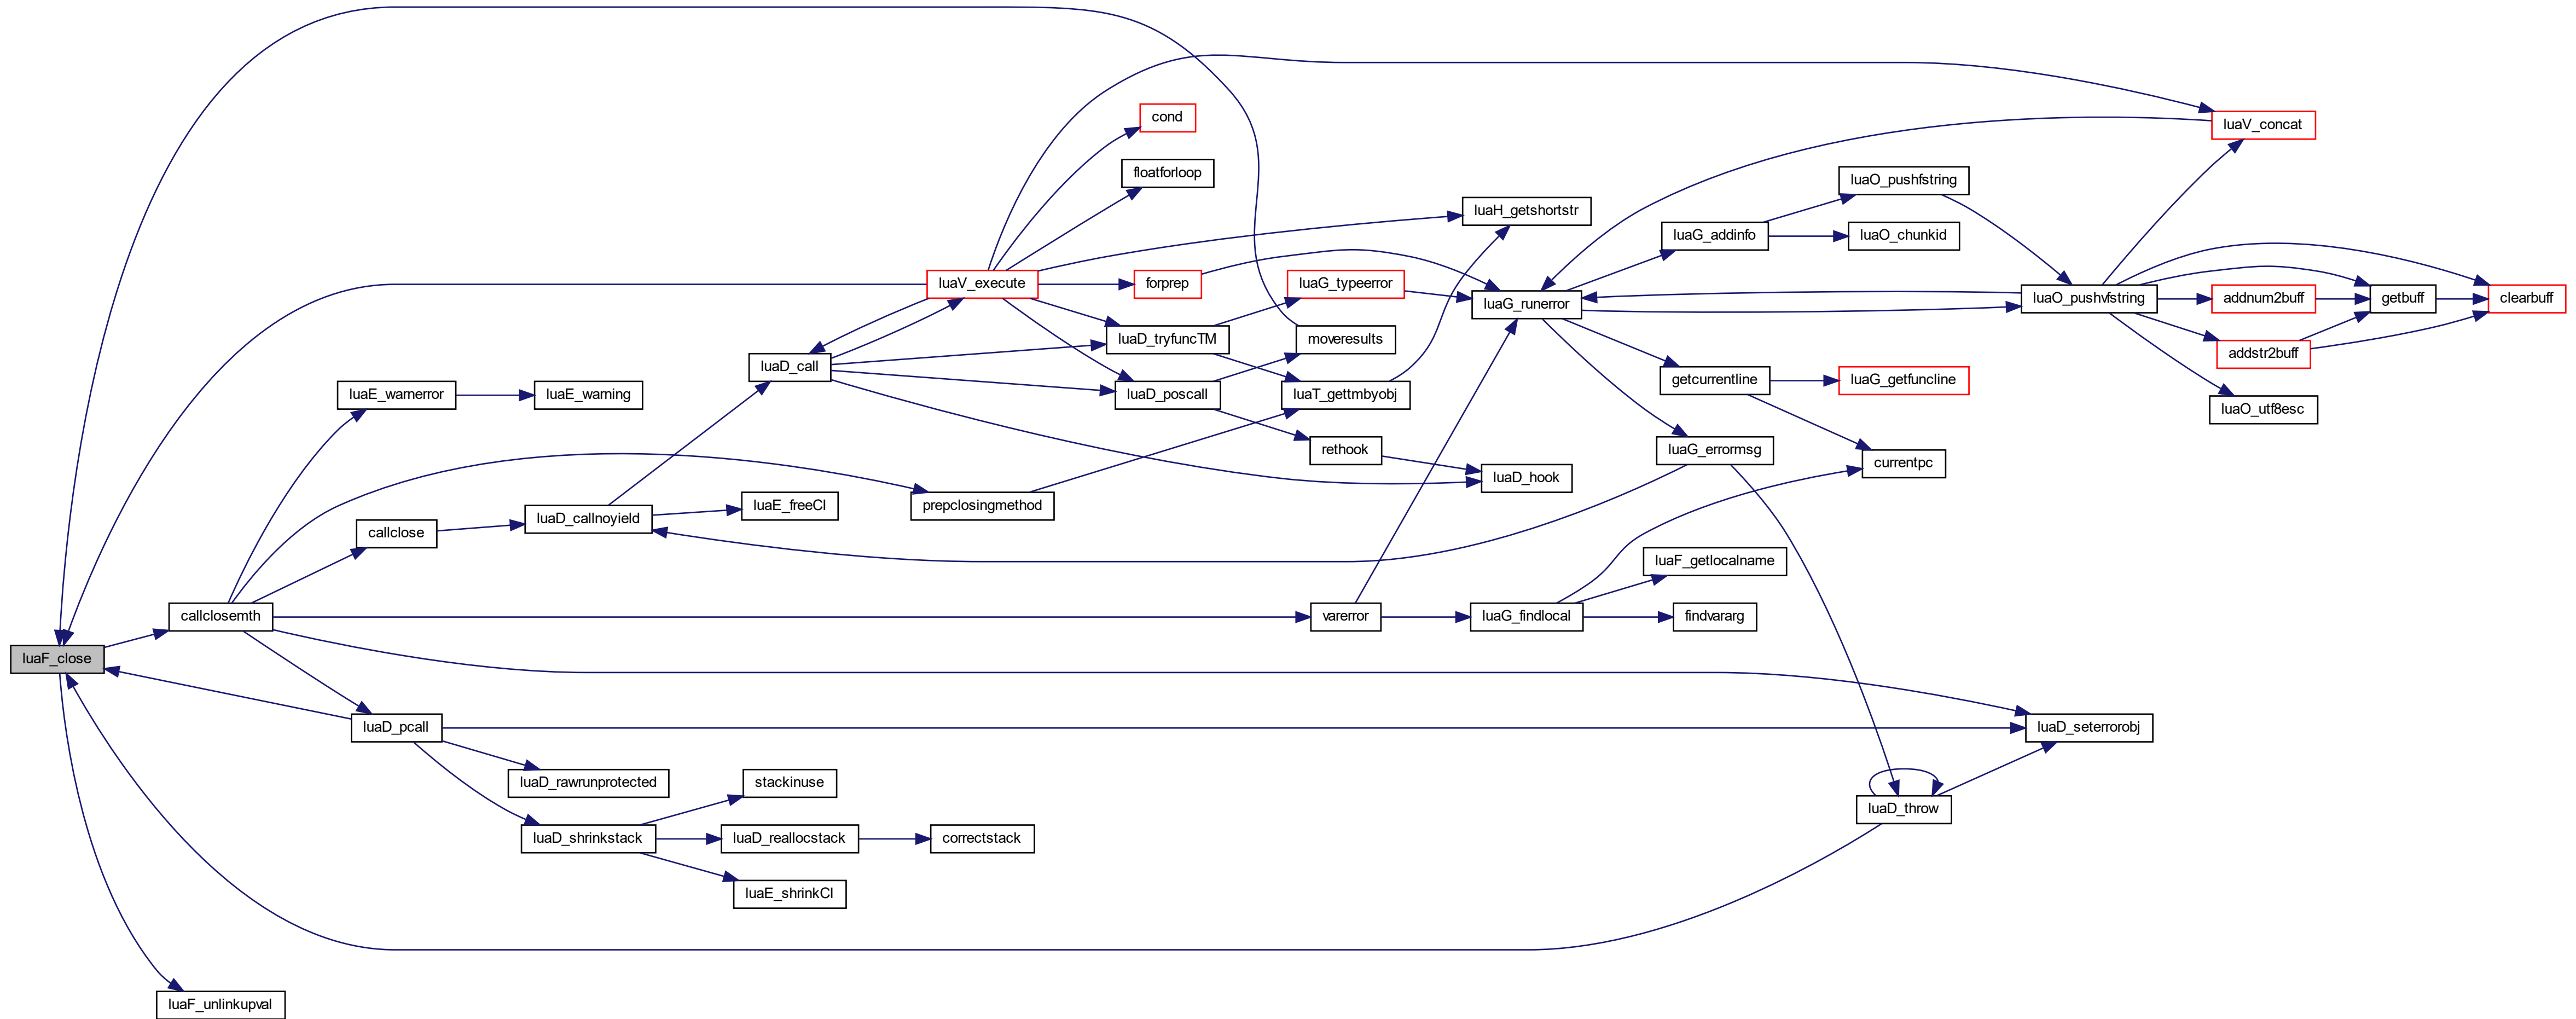 cond
luaV_concat
floatforloop
luaO_pushfstring
luaH_getshortstr
luaG_addinfo
luaO_chunkid
luaV_execute
forprep
luaG_typeerror
luaG_runerror
luaO_pushvfstring
addnum2buff
getbuff
clearbuff
luaD_tryfuncTM
moveresults
luaD_call
addstr2buff
getcurrentline
luaG_getfuncline
luaE_warnerror
luaE_warning
luaD_poscall
luaT_gettmbyobj
luaO_utf8esc
rethook
luaG_errormsg
currentpc
luaD_hook
prepclosingmethod
luaE_freeCI
luaD_callnoyield
callclose
luaF_getlocalname
callclosemth
varerror
luaG_findlocal
findvararg
luaF_close
luaD_pcall
luaD_seterrorobj
luaD_rawrunprotected
stackinuse
luaD_throw
luaD_shrinkstack
luaD_reallocstack
correctstack
luaE_shrinkCI
luaF_unlinkupval